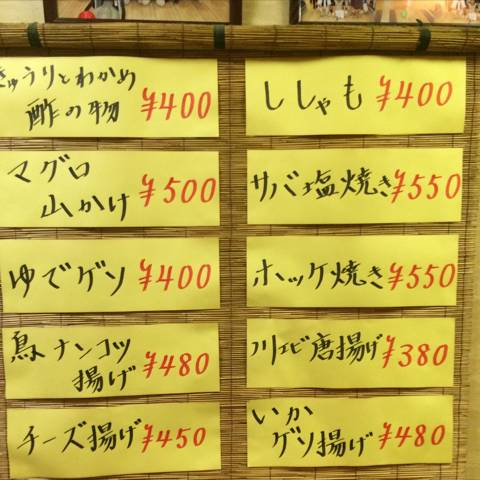 きゅうりとわかめ
酢の物 ¥400
マグロ
山かけ ¥500
ゆでゲソ ¥400
鳥ナンコツ
揚げ ¥480
チーズ揚げ ¥450
ししゃも ¥400
サバ塩焼き ¥550
ホッケ焼き ¥550
川エビ唐揚げ ¥380
いか
ゲソ揚げ ¥480